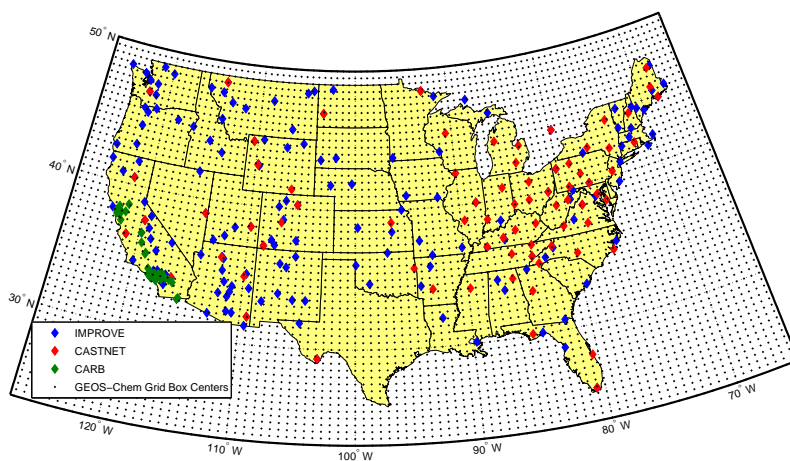 50° N
40° N
30° N
IMPROVE
CASTNET
CARB
GEOS−Chem Grid Box Centers
120° W
110° W
100° W
90° W
80° W
70° W